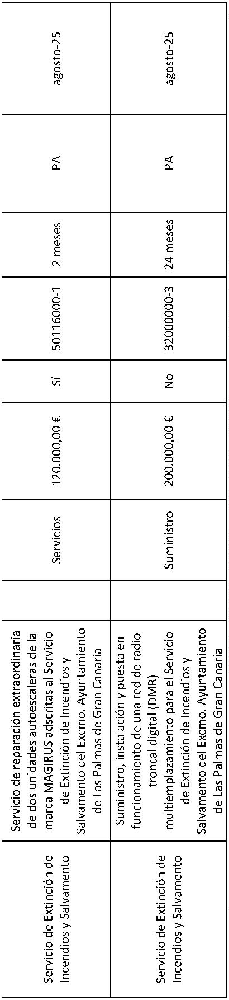 Servicio de Extinción de
Incendios y Salvamento
Servicio de reparación extraordinaria
de dos unidades autoescaleras de la
marca MAGIRUS adscritas al Servicio
de Extinción de Incendios y
Salvamento del Excmo. Ayuntamiento
de Las Palmas de Gran Canaria
Servicios
120.000,00 €
Sí
50116000-1
2 meses
PA
agosto-25
Servicio de Extinción de
Incendios y Salvamento
Suministro, instalación y puesta en
funcionamiento de una red de radio
troncal digital (DMR)
multiemplazamiento para el Servicio
de Extinción de Incendios y
Salvamento del Excmo. Ayuntamiento
de Las Palmas de Gran Canaria
Suministro
200.000,00 €
No
32000000-3
24 meses
PA
agosto-25